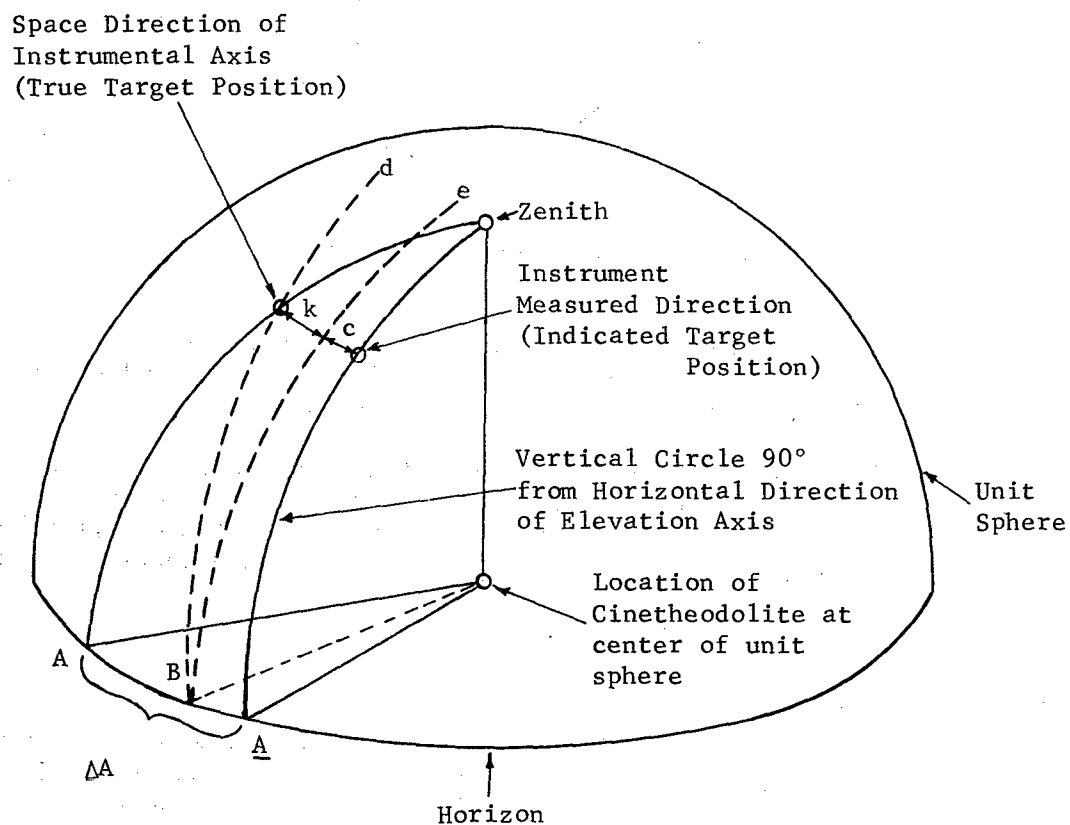 Space Direction of
Instrumental Axis
(True Target Position)
d
e
Zenith
k
c
Instrument
Measured Direction
(Indicated Target
Position)
Vertical Circle 90°
from Horizontal Direction
of Elevation Axis
Unit
Sphere
Location of
Cinetheodolite at
center of unit
sphere
A
B
A
ΔA
Horizon